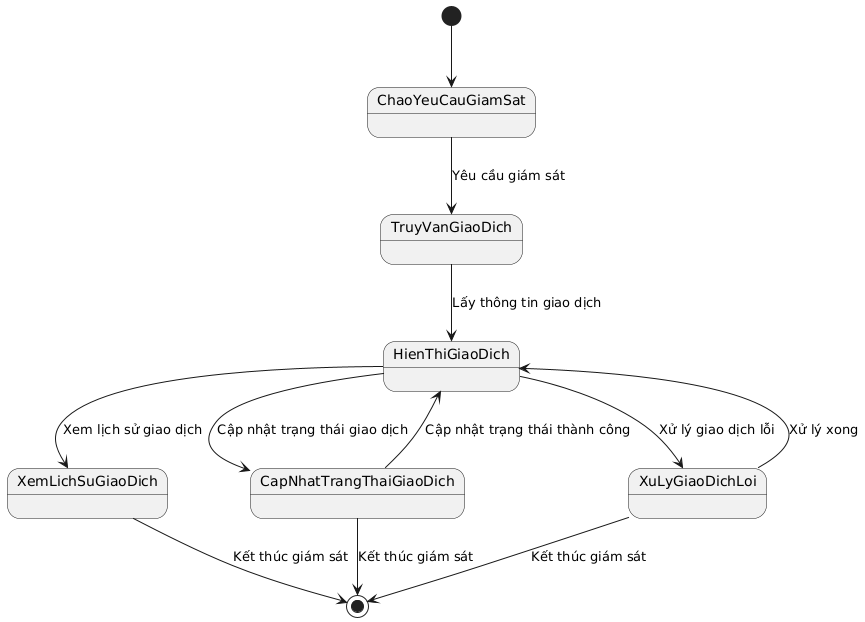 ChaoYeuCauGiamSat
Yêu cầu giám sát
TruyVanGiaoDich
Lấy thông tin giao dịch
HienThiGiaoDich
Xem lịch sử giao dịch
Cập nhật trạng thái giao dịch
Cập nhật trạng thái thành công
Xử lý giao dịch lỗi
Xử lý xong
XemLichSuGiaoDich
CapNhatTrangThaiGiaoDich
XuLyGiaoDichLoi
Kết thúc giám sát
Kết thúc giám sát
Kết thúc giám sát